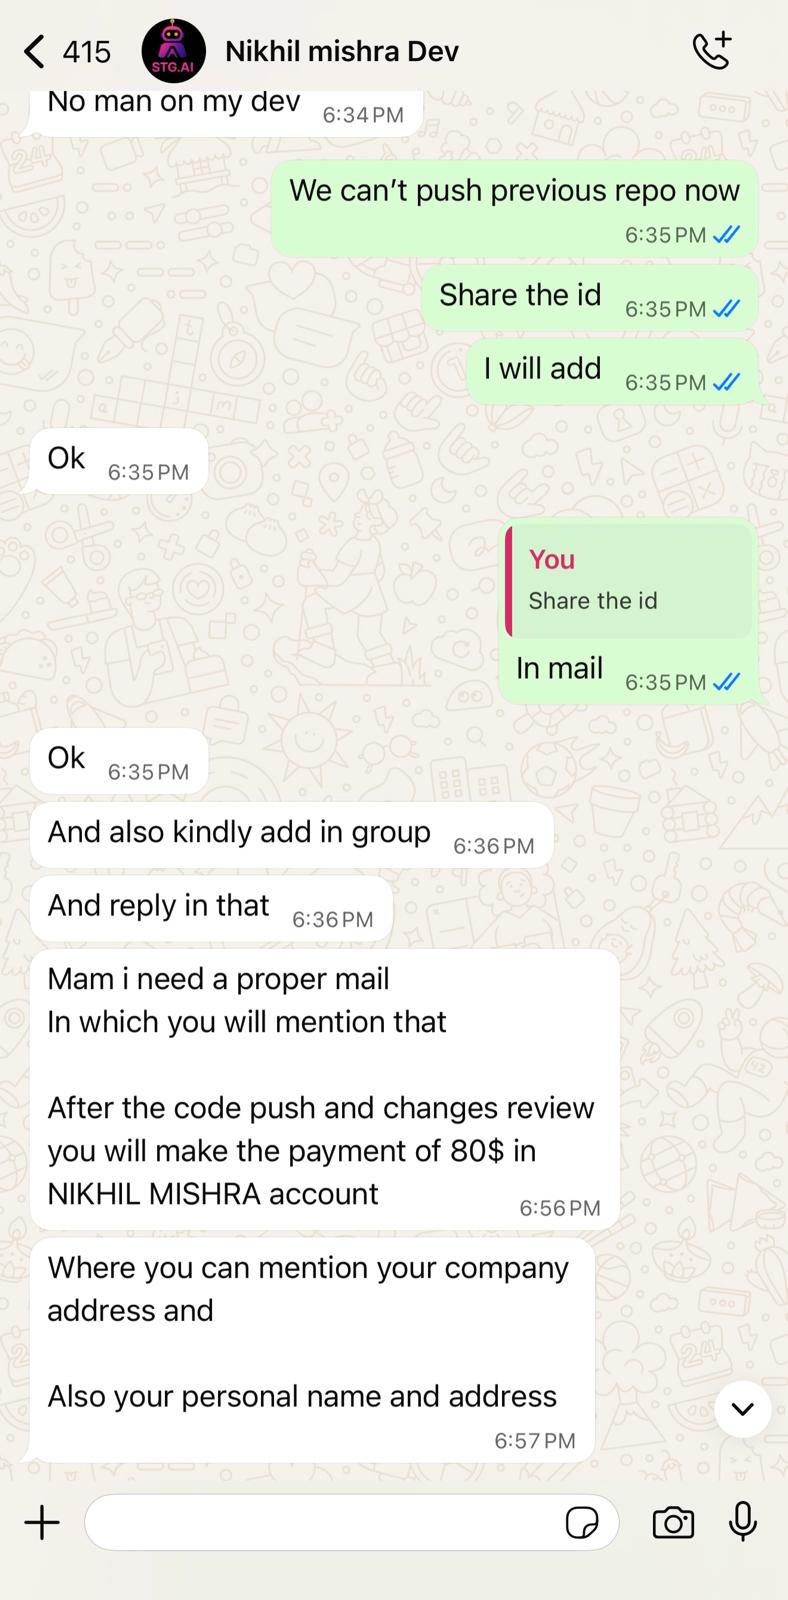 415
STG.AI
Nikhil mishra Dev
No man on my dev
6:34 PM
We can't push previous repo now
6:35 PM
Share the id
6:35 PM
I will add
6:35 PM
Ok
6:35 PM
You
Share the id
In mail
6:35 PM
Ok
6:35 PM
And also kindly add in group
6:36 PM
And reply in that
6:36 PM
Mam i need a proper mail
In which you will mention that
After the code push and changes review
you will make the payment of 80$ in
NIKHIL MISHRA account
6:56 PM
Where you can mention your company
address and
Also your personal name and address
6:57 PM